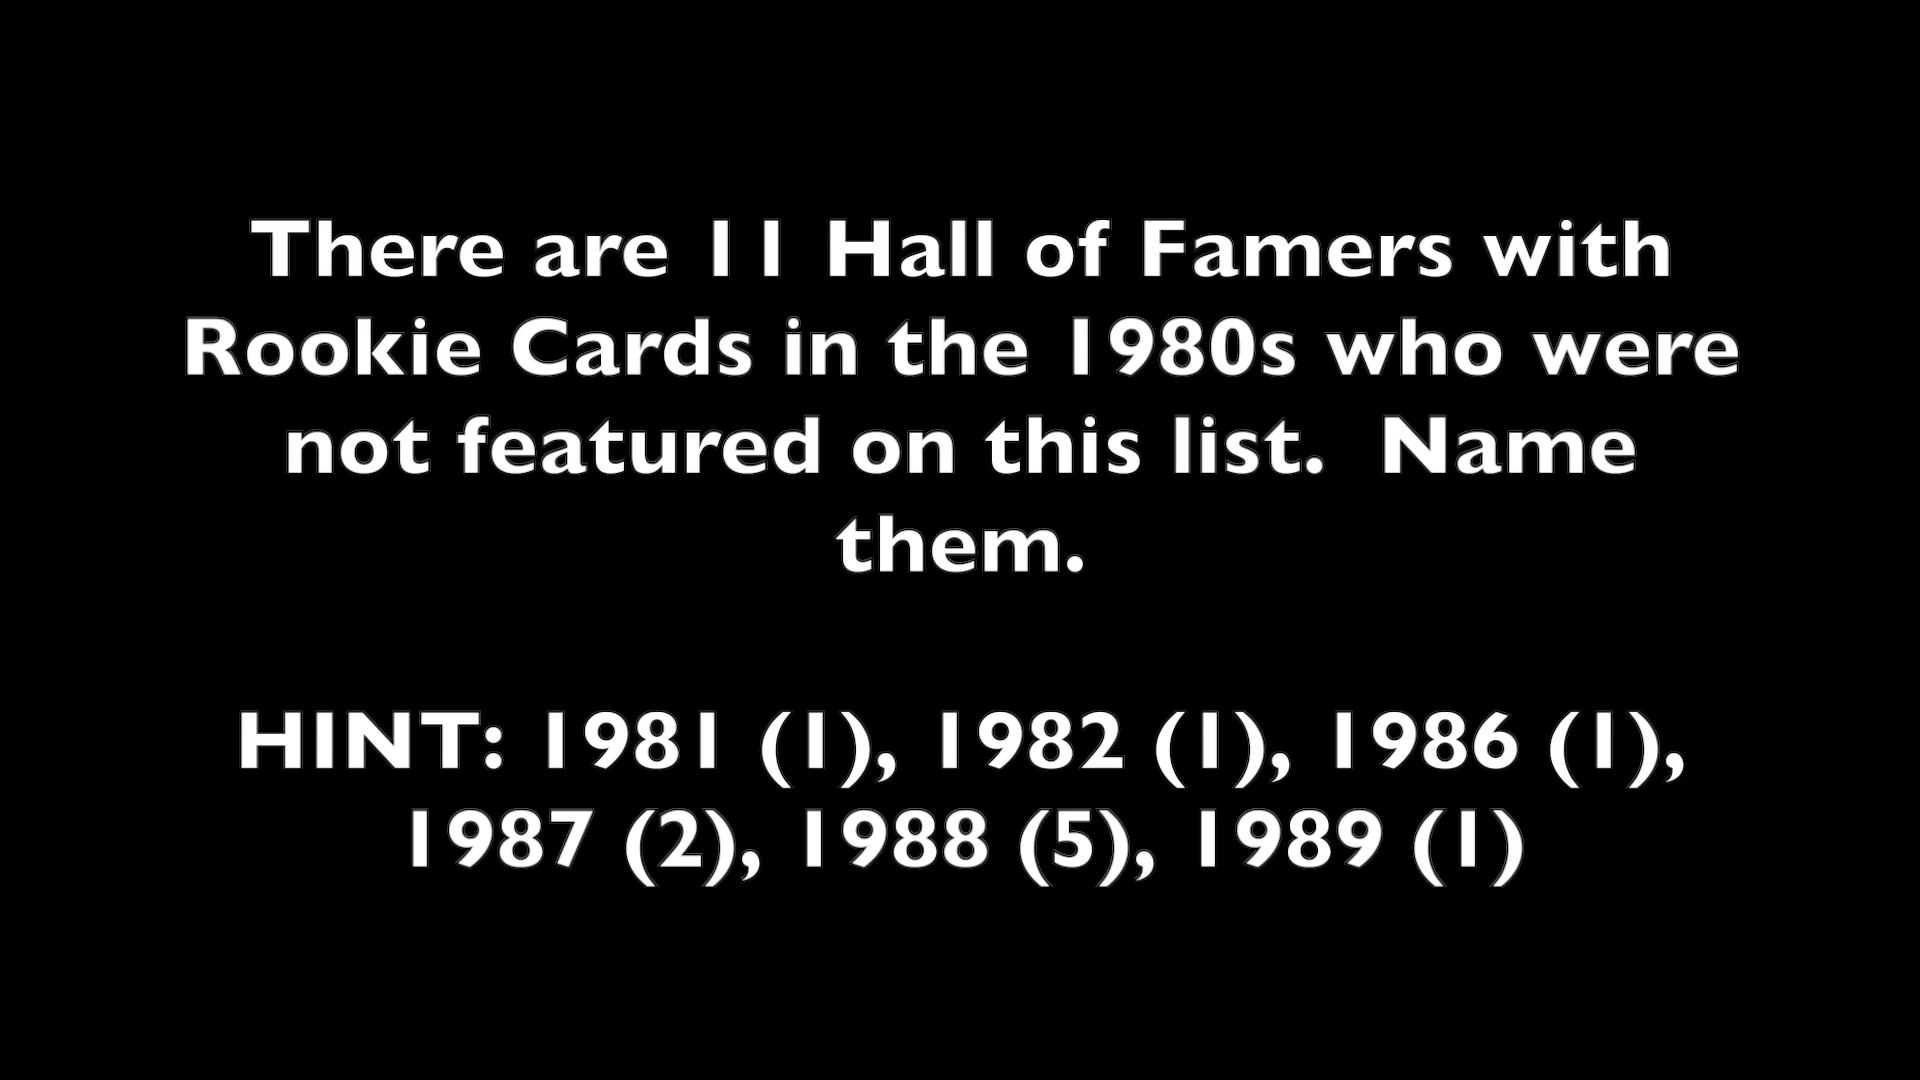 There are 11 Hall of Famers with
Rookie Cards in the 1980s who were
not featured on this list.  Name
them.
HINT: 1981 (1), 1982 (1), 1986 (1),
1987 (2), 1988 (5), 1989 (1)